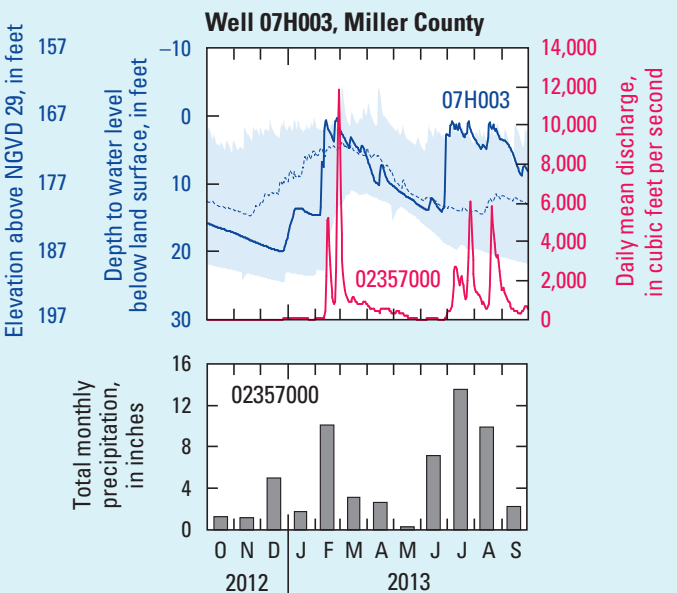 Well 07H003, Miller County
Elevation above NGVD 29, in feet
157
167
177
187
197
Depth to water level
below land surface, in feet
–10
0
10
20
30
07H003
02357000
14,000
12,000
10,000
8,000
6,000
4,000
2,000
0
Daily mean discharge,
in cubic feet per second
Total monthly
precipitation,
in inches
16
12
8
4
0
02357000
O N D J F M A M J J A S
2012 2013